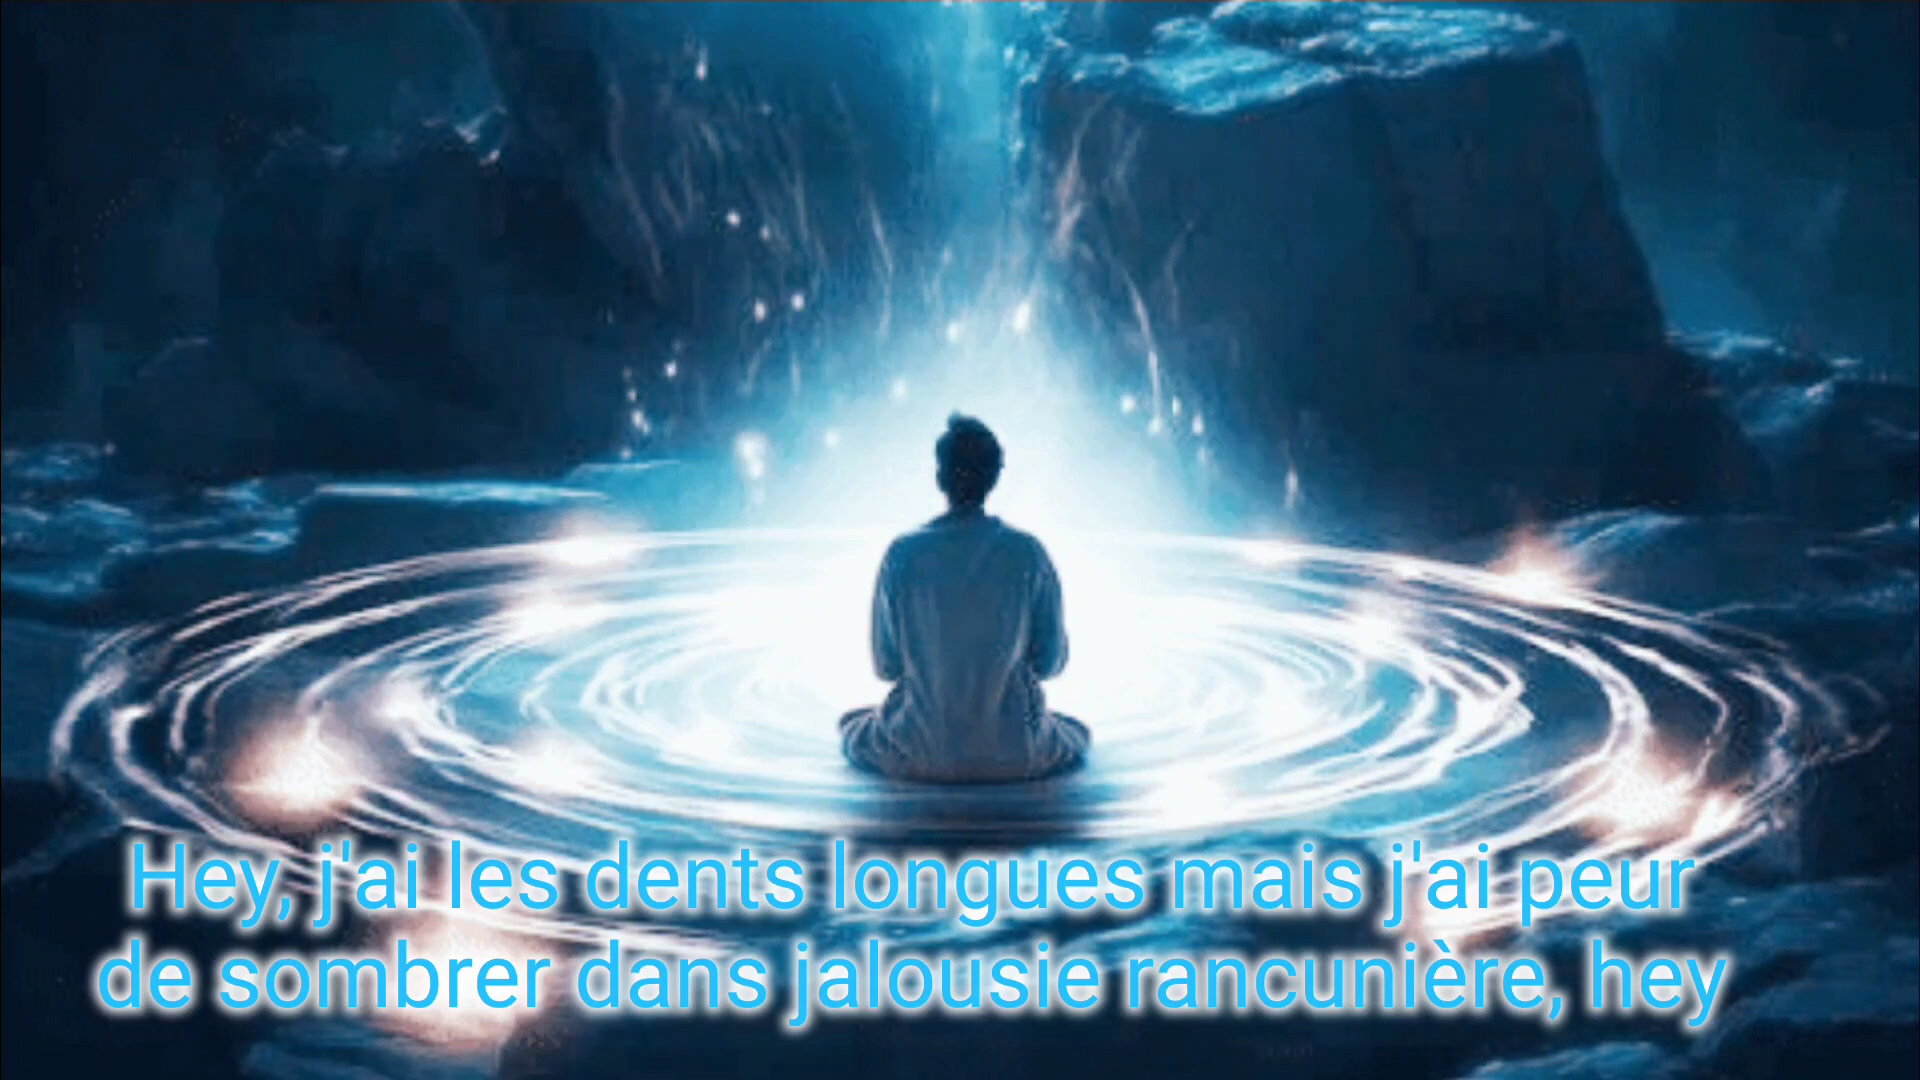 Hey, j'ai les dents longues mais j'ai peur
de sombrer dans jalousie rancunière, hey